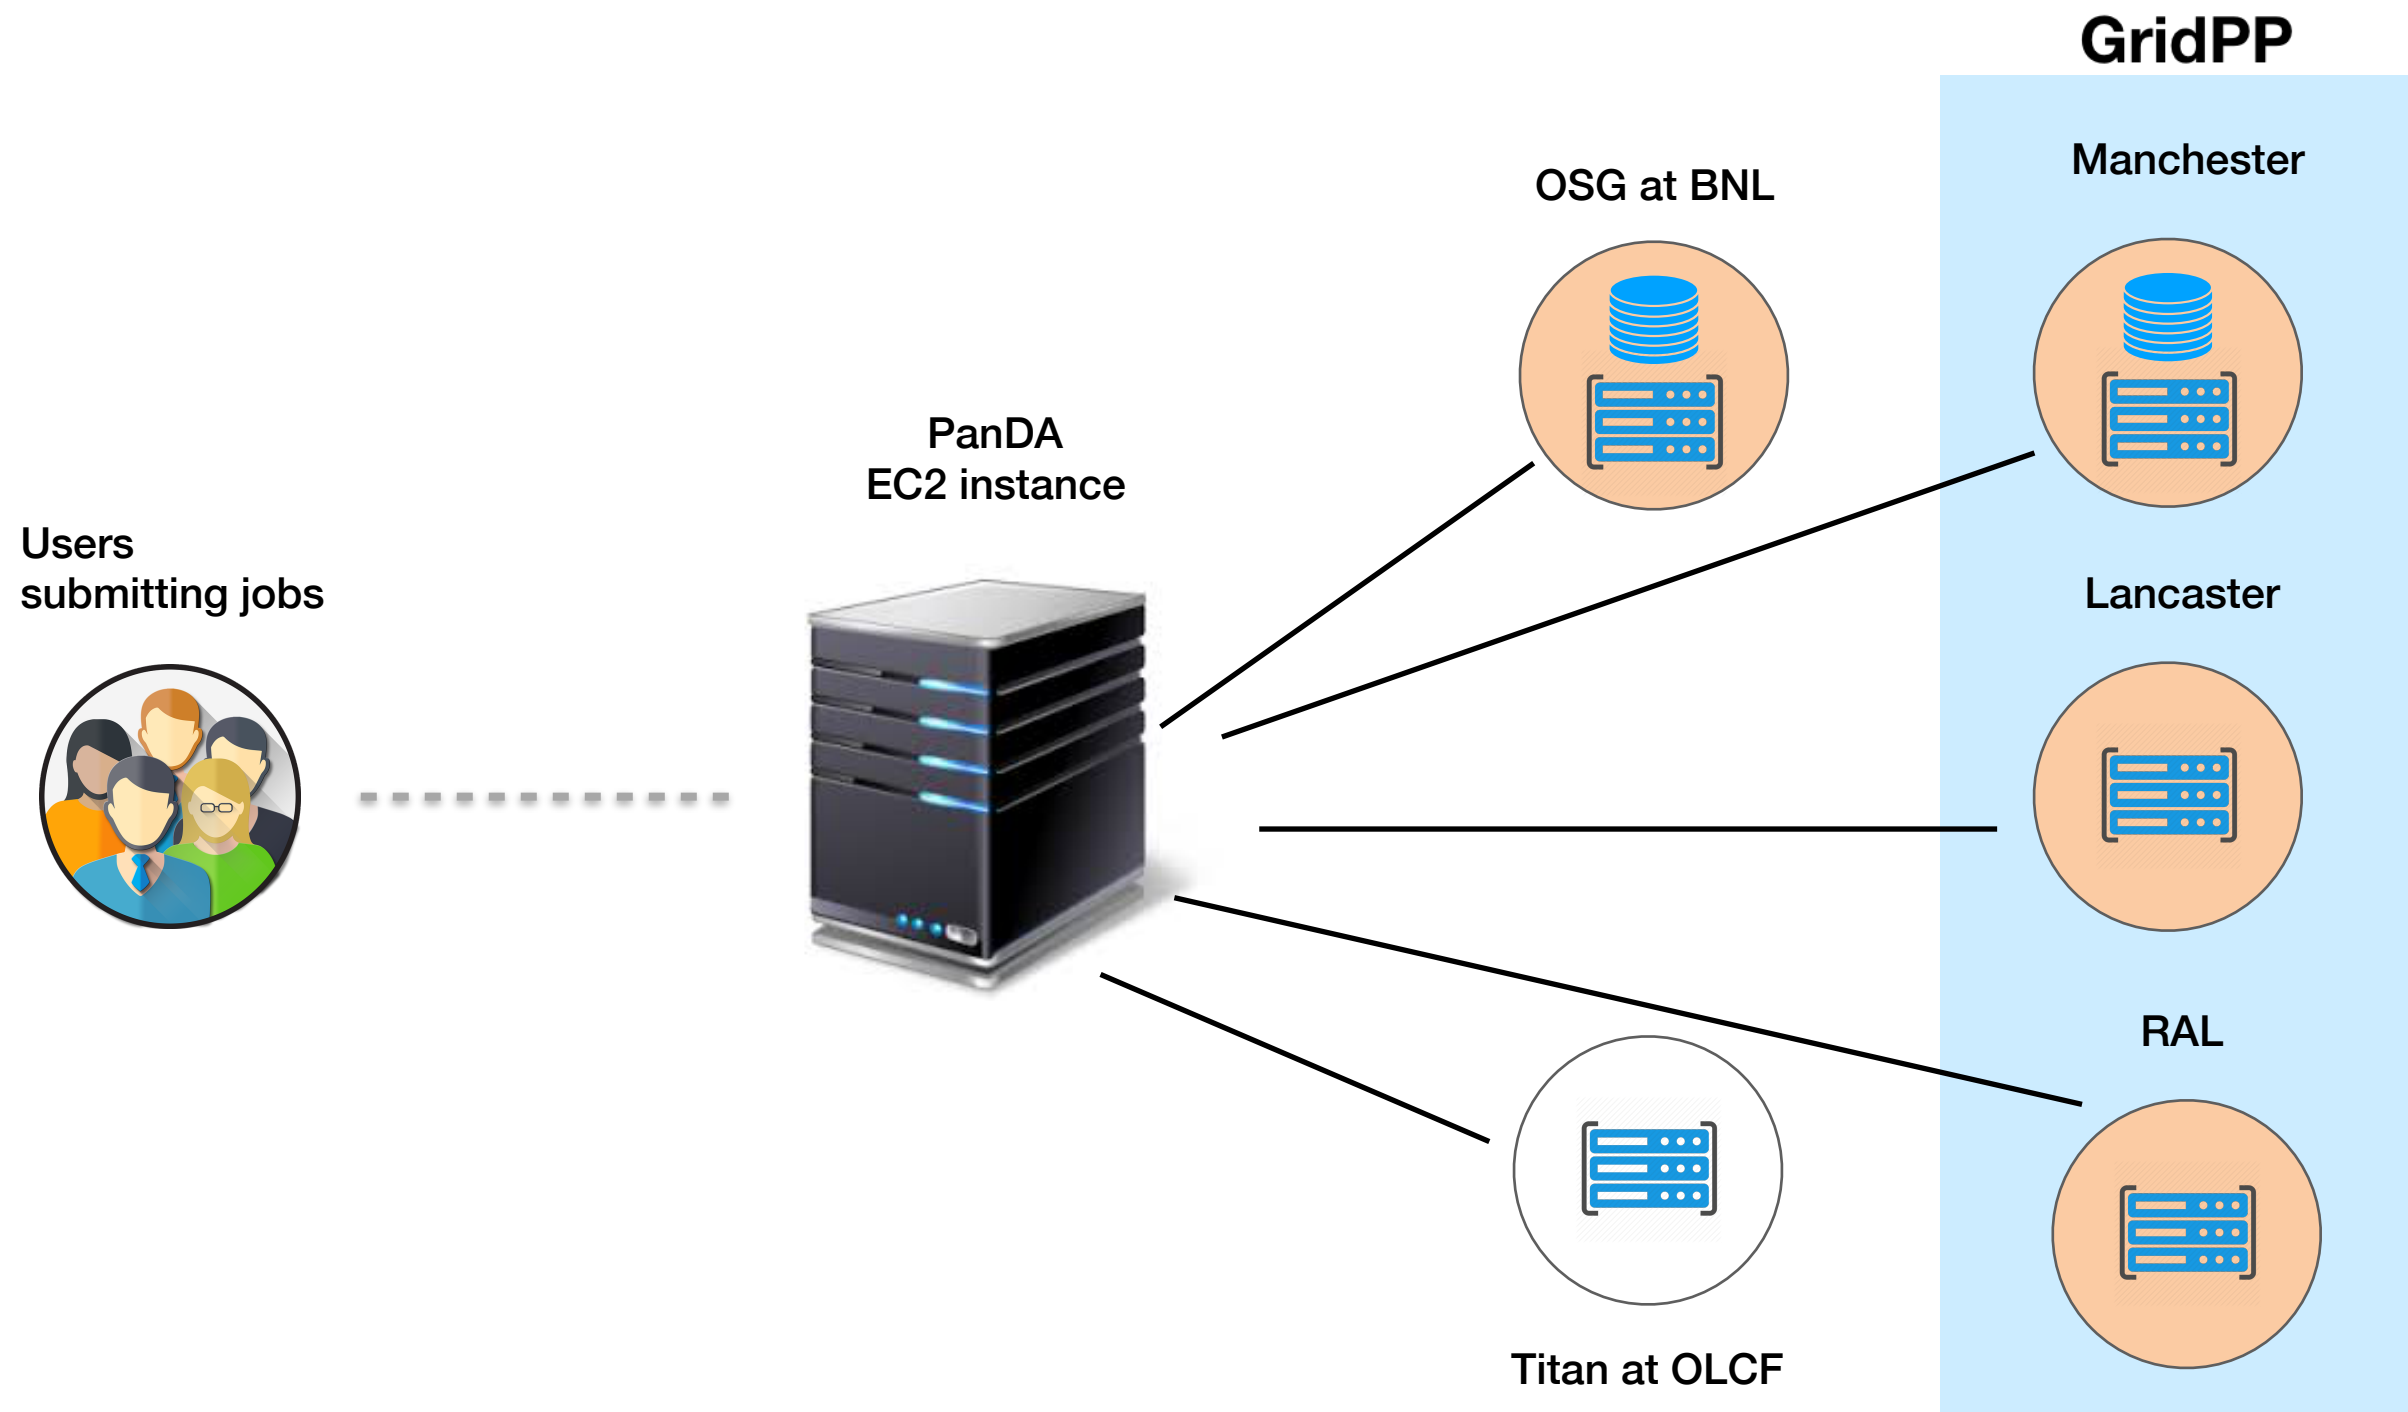 GridPP
Manchester
OSG at BNL
PanDA
EC2 instance
Users
submitting jobs
Lancaster
RAL
Titan at OLCF